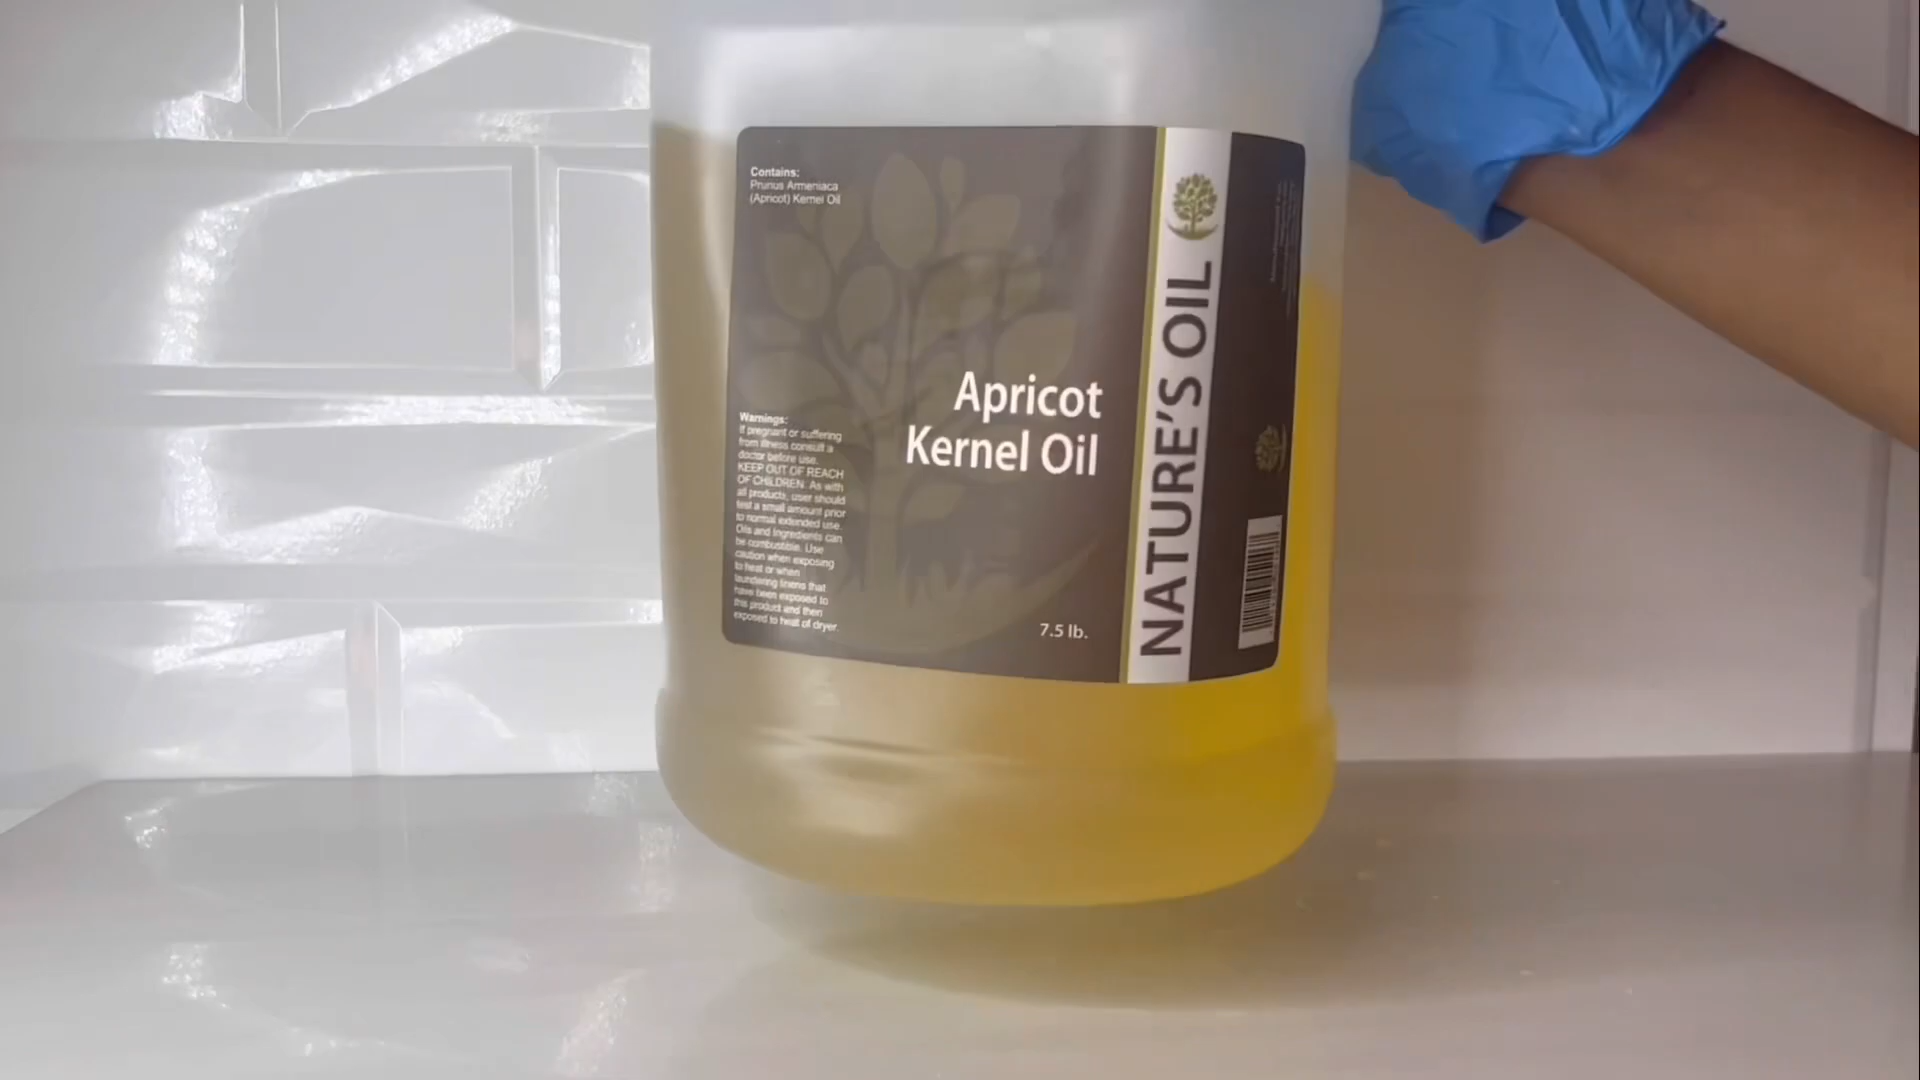 Contains:
Prunus Armeniaca
(Apricot) Kernel Oil
Apricot
Kernel Oil
Warnings:
If pregnant or suffering
from illness consult a
doctor before use.
KEEP OUT OF REACH
OF CHILDREN. As with
all products, user should
test a small amount prior
to normal extended use.
Oils and Ingredients can
be combustible. Use
caution when exposing
to heat or when
laundering linens that
have been exposed to
this product and then
exposed to heat of dryer.
7.5 lb.
NATURE'S OIL